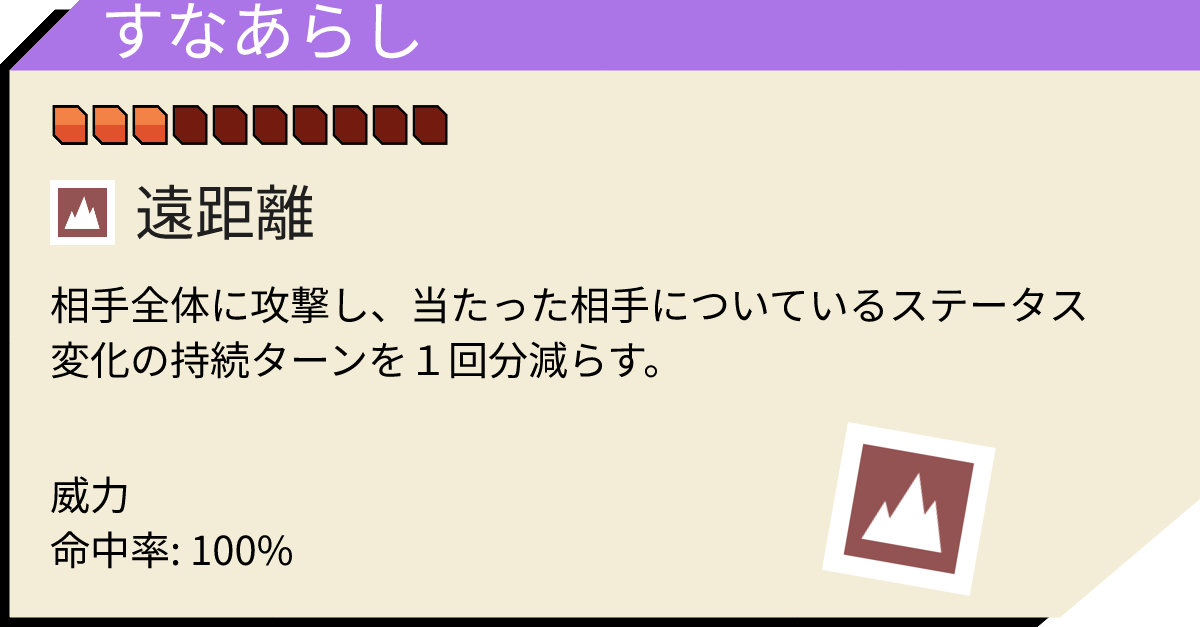 すなあらし
遠距離
相手全体に攻撃し、当たった相手についているステータス
変化の持続ターンを１回分減らす。
威力
命中率: 100%